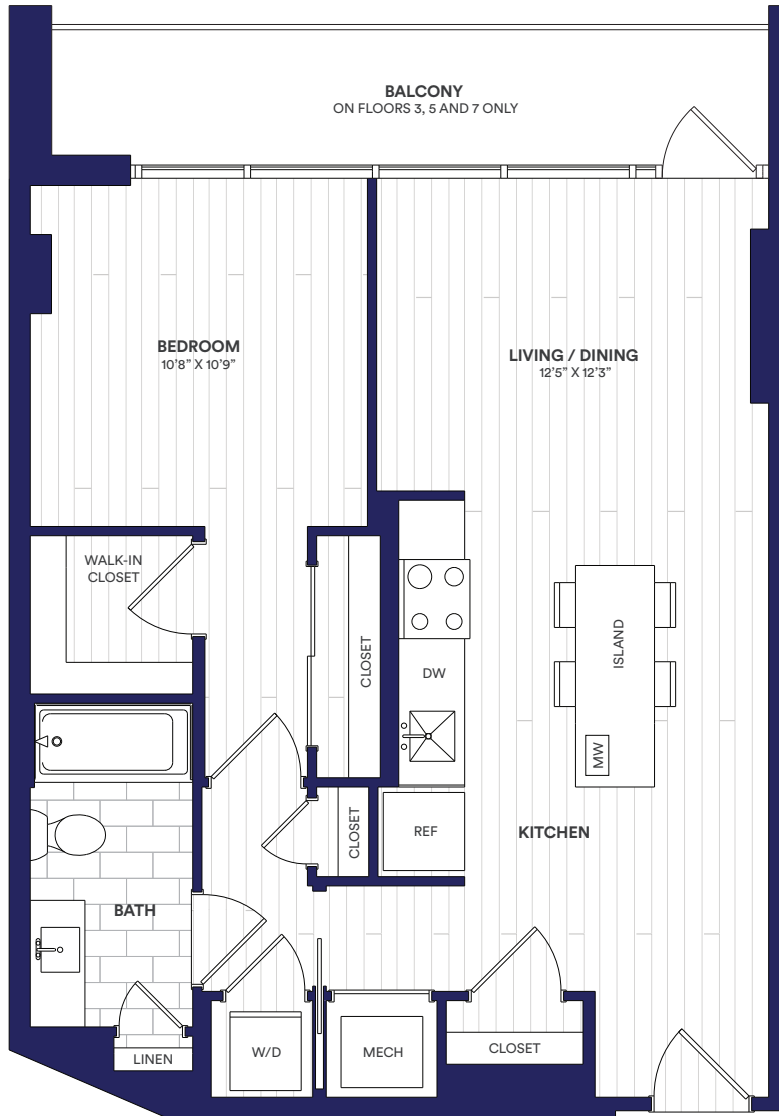 BALCONY
ON FLOORS 3, 5 AND 7 ONLY
BEDROOM
10’8” X 10’9”
LIVING / DINING
12’5” X 12’3”
WALK-IN
CLOSET
CLOSET
DW
ISLAND
MW
CLOSET
REF
KITCHEN
BATH
LINEN
W/D
MECH
CLOSET